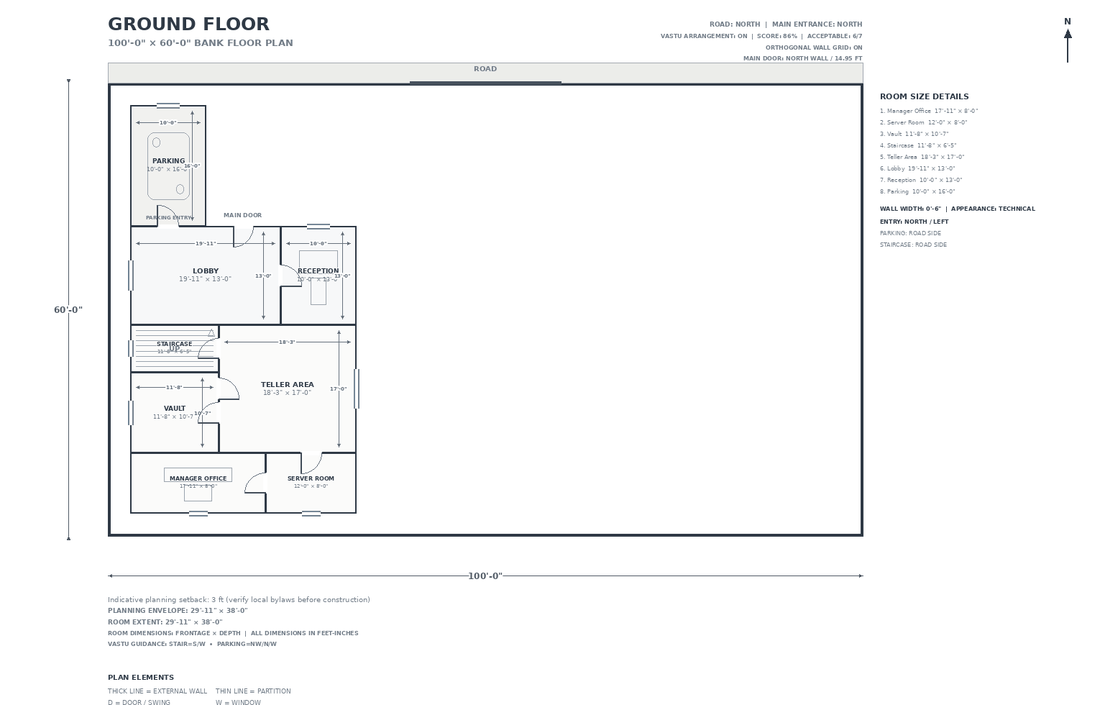 GROUND FLOOR
100'-0" × 60'-0" BANK FLOOR PLAN
ROAD: NORTH | MAIN ENTRANCE: NORTH
VASTU ARRANGEMENT: ON | SCORE: 86% | ACCEPTABLE: 6/7
ORTHOGONAL WALL GRID: ON
MAIN DOOR: NORTH WALL / 14.95 FT
N
ROAD
ROOM SIZE DETAILS
1. Manager Office 17'-11" × 8'-0"
2. Server Room 12'-0" × 8'-0"
3. Vault 11'-8" × 10'-7"
4. Staircase 11'-8" × 6'-5"
5. Teller Area 18'-3" × 17'-0"
6. Lobby 19'-11" × 13'-0"
7. Reception 10'-0" × 13'-0"
8. Parking 10'-0" × 16'-0"
WALL WIDTH: 0'-6" | APPEARANCE: TECHNICAL
ENTRY: NORTH / LEFT
PARKING: ROAD SIDE
STAIRCASE: ROAD SIDE
10'-0"
PARKING
10'-0" × 16'-0"
16'-0"
PARKING ENTRY
MAIN DOOR
19'-11"
LOBBY
19'-11" × 13'-0"
13'-0"
10'-0"
RECEPTION
10'-0" × 13'-0"
13'-0"
60'-0"
STAIRCASE
11'-8" × 6'-5"
UP
18'-3"
TELLER AREA
18'-3" × 17'-0"
17'-0"
11'-8"
VAULT
11'-8" × 10'-7"
10'-7"
MANAGER OFFICE
17'-11" × 8'-0"
SERVER ROOM
12'-0" × 8'-0"
100'-0"
Indicative planning setback: 3 ft (verify local bylaws before construction)
PLANNING ENVELOPE: 29'-11" × 38'-0"
ROOM EXTENT: 29'-11" × 38'-0"
ROOM DIMENSIONS: FRONTAGE × DEPTH | ALL DIMENSIONS IN FEET-INCHES
VASTU GUIDANCE: STAIR=S/W • PARKING=NW/N/W
PLAN ELEMENTS
THICK LINE = EXTERNAL WALL THIN LINE = PARTITION
D = DOOR / SWING W = WINDOW